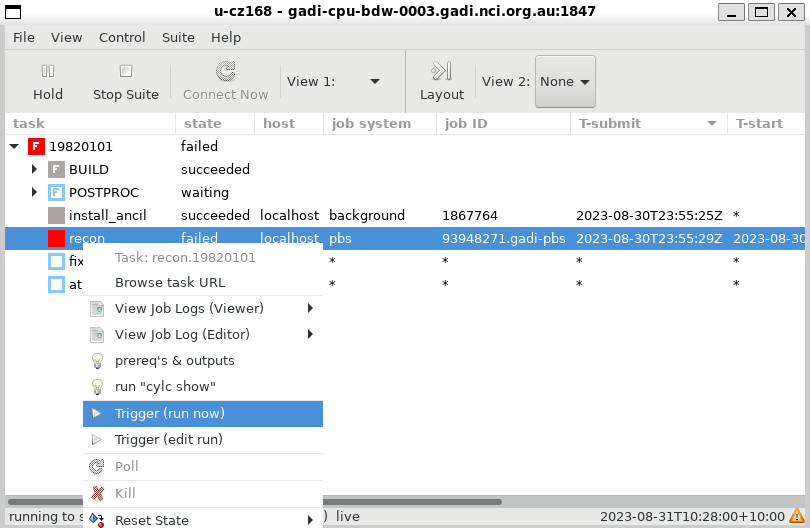 u-cz168 - gadi-cpu-bdw-0003.gadi.nci.org.au:1847
File View Control Suite Help
Hold Stop Suite Connect Now View 1: Layout View 2: None
task state host job system job ID T-submit T-start
F 19820101 failed
F BUILD succeeded
F POSTPROC waiting
install_ancil succeeded localhost background 1867764 2023-08-30T23:55:25Z *
recon failed localhost pbs 93948271.gadi-pbs 2023-08-30T23:55:29Z 2023-08-30
fix * * * *
at * * * *
Task: recon.19820101
Browse task URL
View Job Logs (Viewer)
View Job Log (Editor)
prereq's & outputs
run "cylc show"
Trigger (run now)
Trigger (edit run)
Poll
Kill
Reset State
running to s ) live 2023-08-31T10:28:00+10:00